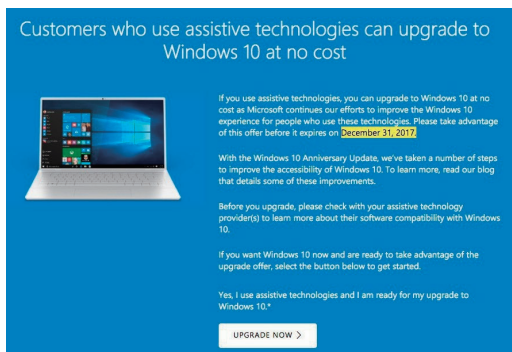 Customers who use assistive technologies can upgrade to
Windows 10 at no cost
If you use assistive technologies, you can upgrade to Windows 10 at no
cost as Microsoft continues our efforts to improve the Windows 10
experience for people who use these technologies. Please take advantage
of this offer before it expires on December 31, 2017.
With the Windows 10 Anniversary Update, we've taken a number of steps
to improve the accessibility of Windows 10. To learn more, read our blog
that details some of these improvements.
Before you upgrade, please check with your assistive technology
provider(s) to learn more about their software compatibility with Windows
10.
If you want Windows 10 now and are ready to take advantage of the
upgrade offer, select the button below to get started.
Yes, I use assistive technologies and I am ready for my upgrade to
Windows 10.*
UPGRADE NOW >